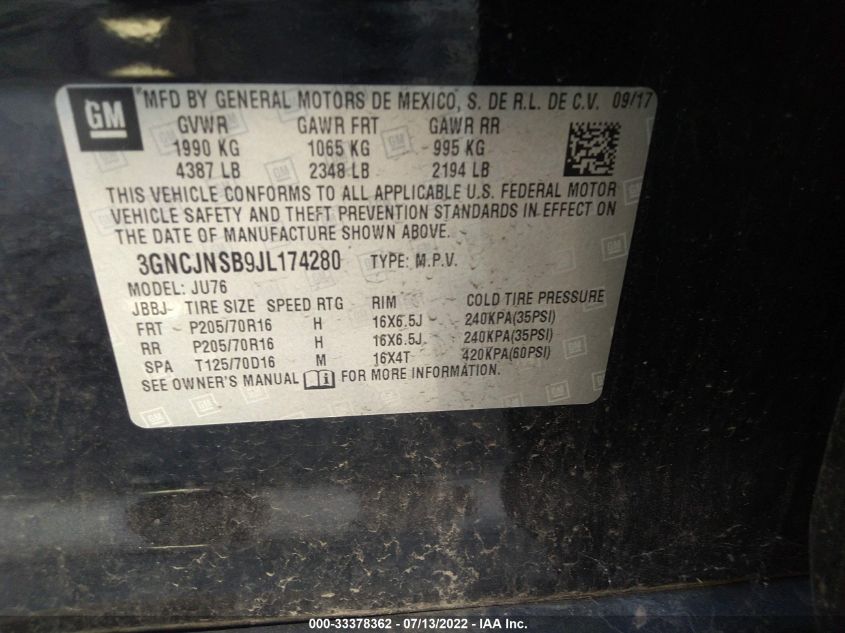 GM
MFD BY GENERAL MOTORS DE MEXICO, S. DE R.L. DE C.V. 09/17
GVWR GAWR FRT GAWR RR
1990 KG 1065 KG 995 KG
4387 LB 2348 LB 2194 LB
THIS VEHICLE CONFORMS TO ALL APPLICABLE U.S. FEDERAL MOTOR
VEHICLE SAFETY AND THEFT PREVENTION STANDARDS IN EFFECT ON
THE DATE OF MANUFACTURE SHOWN ABOVE.
3GNCJNSB9JL174280 TYPE: M.P.V.
MODEL: JU76
JBBJ- TIRE SIZE SPEED RTG RIM COLD TIRE PRESSURE
FRT P205/70R16 H 16X6.5J 240KPA(35PSI)
RR P205/70R16 H 16X6.5J 240KPA(35PSI)
SPA T125/70D16 M 16X4T 420KPA(60PSI)
SEE OWNER'S MANUAL FOR MORE INFORMATION.
000-33378362 - 07/13/2022 - IAA Inc.